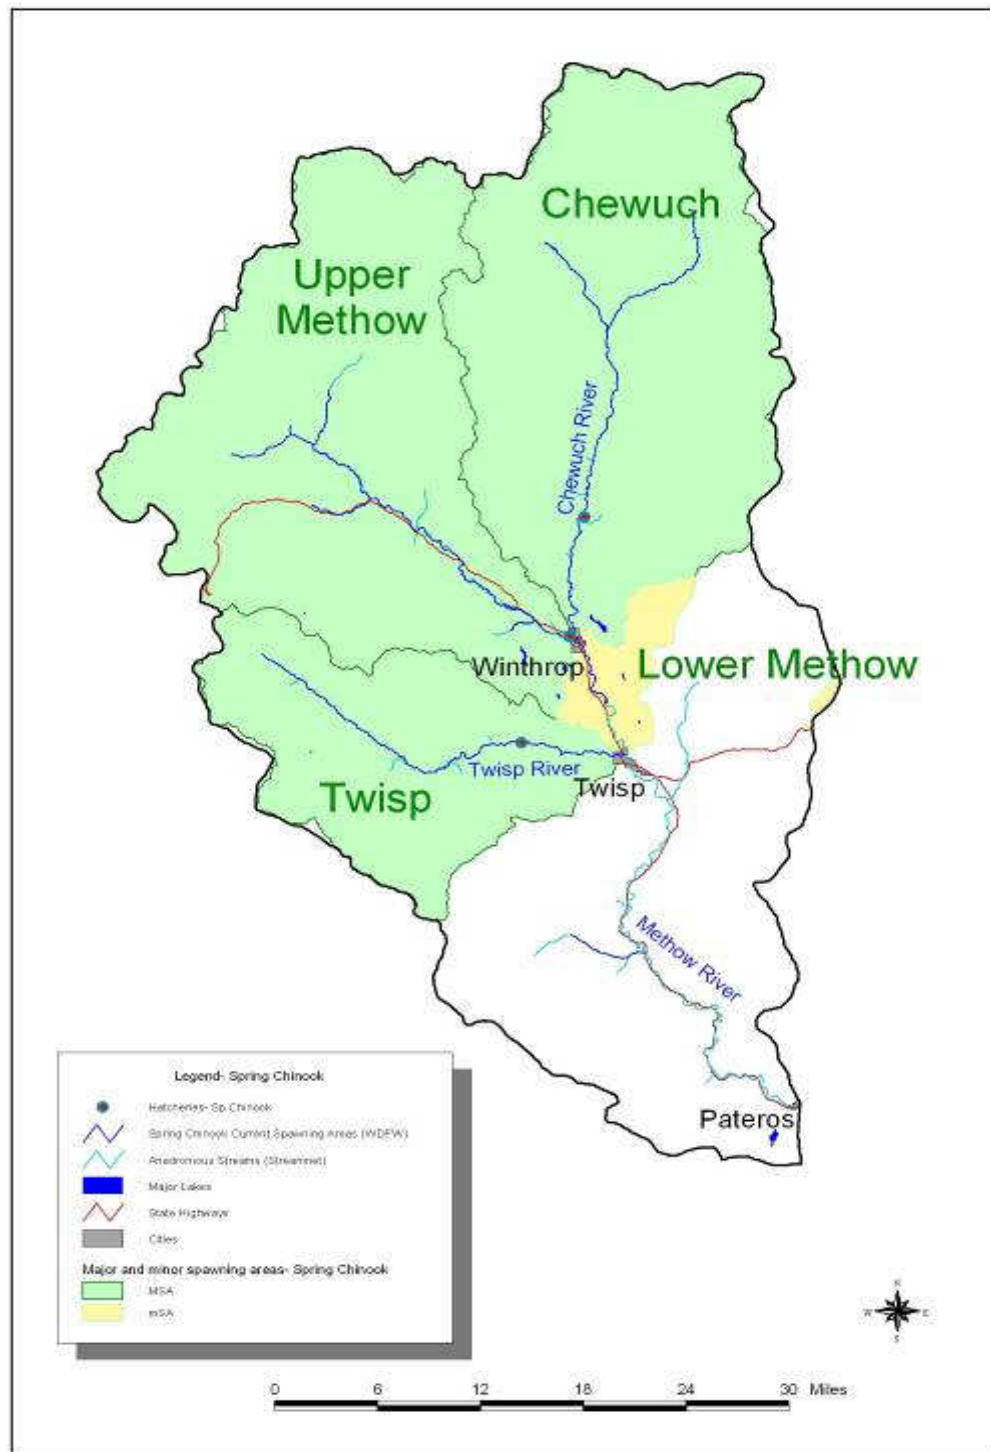 Chewuch
Upper
Methow
Chewuch River
Winthrop
Lower Methow
Twisp River
Twisp
Twisp
Methow River
Pateros
Legend- Spring Chinook
Hatcheries- Sp Chinook
Spring Chinook Current Spawning Areas (WDFW)
Anadromous Streams (Streamnet)
Major Lakes
State Highways
Cities
Major and minor spawning areas- Spring Chinook
MSA
mSA
N
W E
S
0 6 12 18 24 30 Miles